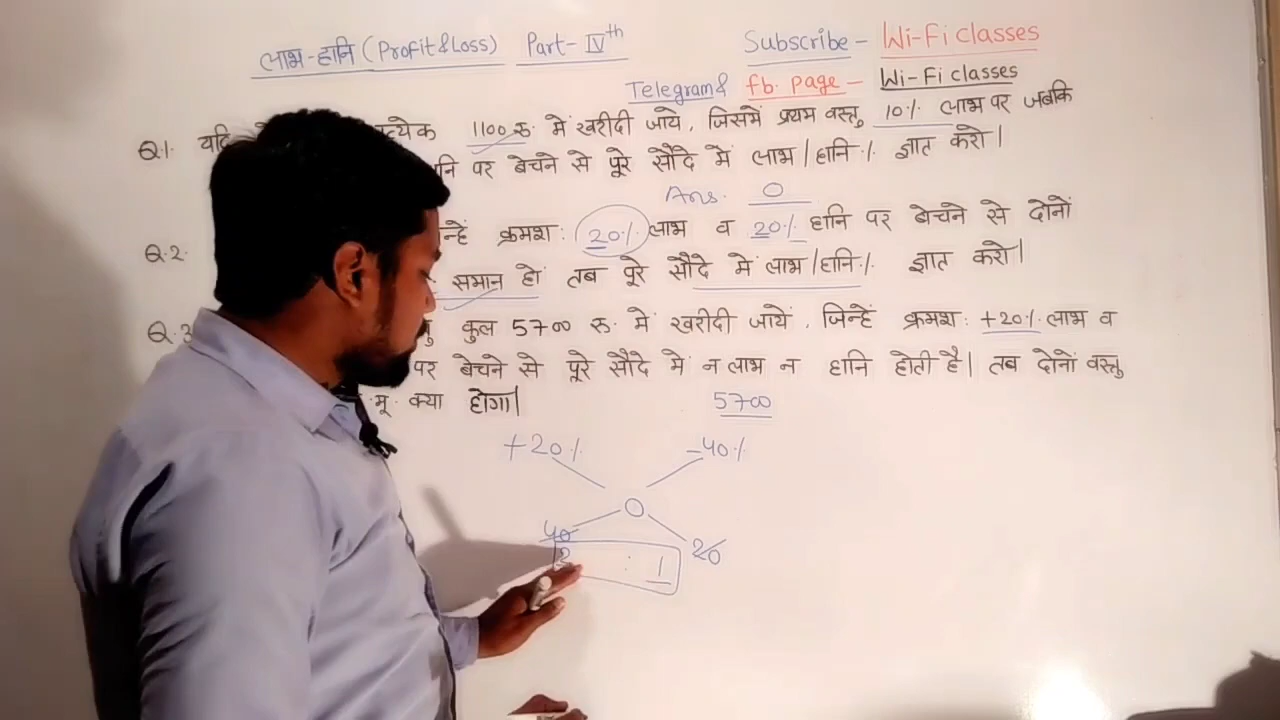 लाभ-हानि (Profit&Loss) Part-IVth
Subscribe- Wi-Fi classes
Telegram& fb. Page- Wi-Fi classes
Q.1. यदि 1100 रु. में खरीदी जाये, जिसमें प्रथम वस्तु 10% लाभ पर जबकि
पर बेचने से पूरे सौदे में लाभ/हानि% ज्ञात करो।
Ans. 0
Q.2. क्रमशः 20% लाभ व 20% हानि पर बेचने से दोनों
समान हो तब पूरे सौदे में लाभ/हानि% ज्ञात करो।
Q.3 कुल 5700 रु. में खरीदी जायें, जिन्हें क्रमशः +20% लाभ व
पर बेचने से पूरे सौदे में न लाभ न हानि होती है। तब दोनों वस्तु
मू. क्या होगा।
5700
+20% -40%
0
40 20
2 : 1